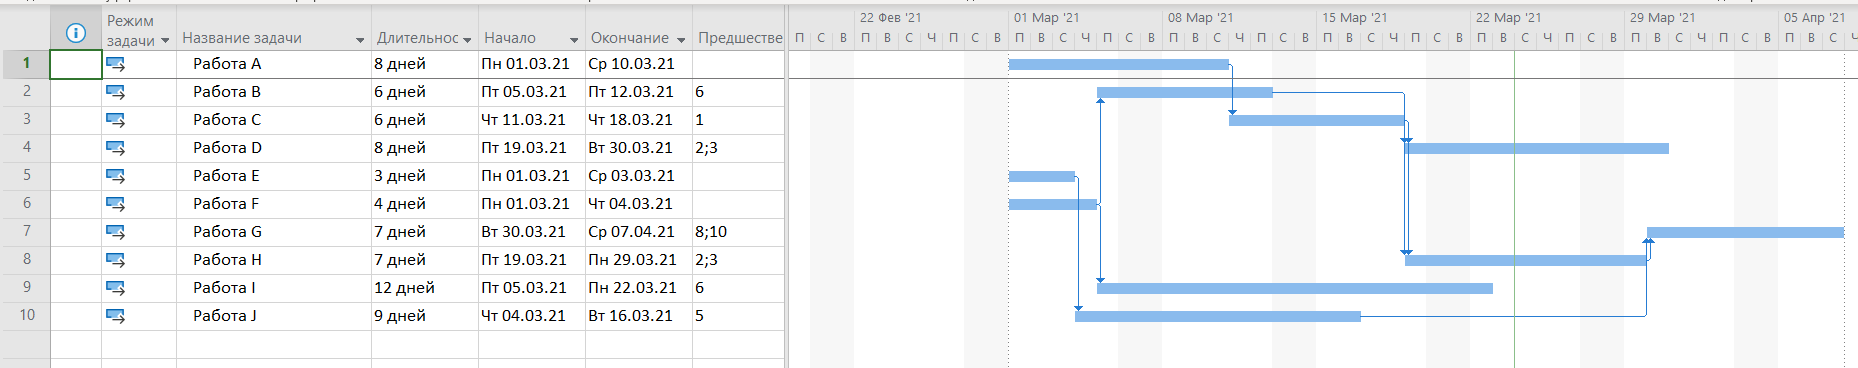 22 Фев '21 01 Мар '21 08 Мар '21 15 Мар '21 22 Мар '21 29 Мар '21 05 Апр '21
Режим задачи Название задачи Длительнос Начало Окончание Предшестве
П С В П В С Ч П С В П В С Ч П С В П В С Ч П С В П В С Ч П С В П В С Ч П С В П В С Ч П С В П В С Ч
1 Работа A 8 дней Пн 01.03.21 Ср 10.03.21
2 Работа B 6 дней Пт 05.03.21 Пт 12.03.21 6
3 Работа C 6 дней Чт 11.03.21 Чт 18.03.21 1
4 Работа D 8 дней Пт 19.03.21 Вт 30.03.21 2;3
5 Работа E 3 дней Пн 01.03.21 Ср 03.03.21
6 Работа F 4 дней Пн 01.03.21 Чт 04.03.21
7 Работа G 7 дней Вт 30.03.21 Ср 07.04.21 8;10
8 Работа H 7 дней Пт 19.03.21 Пн 29.03.21 2;3
9 Работа I 12 дней Пт 05.03.21 Пн 22.03.21 6
10 Работа J 9 дней Чт 04.03.21 Вт 16.03.21 5